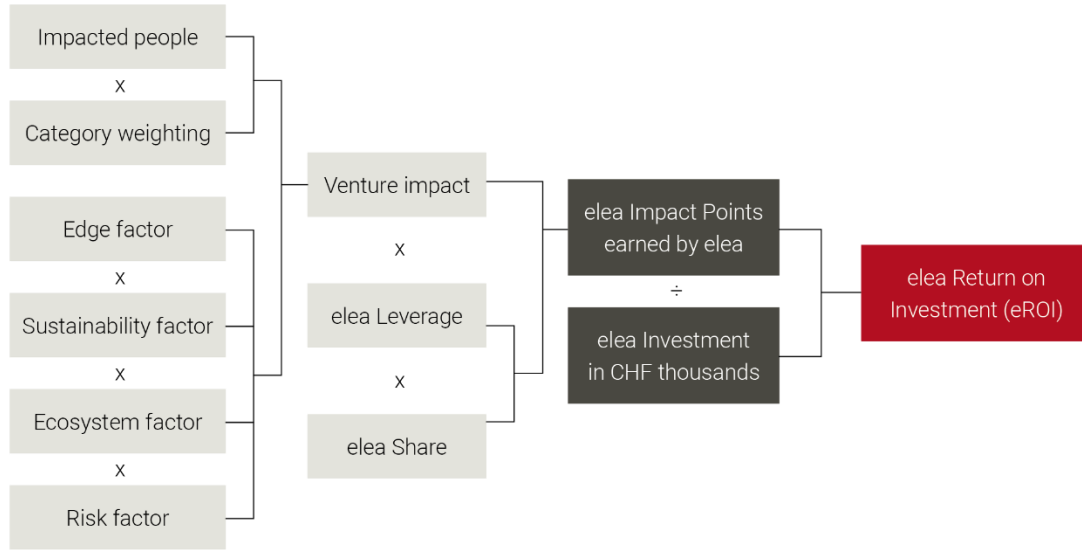 Impacted people
x
Category weighting
Edge factor
x
Sustainability factor
x
Ecosystem factor
x
Risk factor
Venture impact
x
elea Leverage
x
elea Share
elea Impact Points
earned by elea
÷
elea Investment
in CHF thousands
elea Return on
Investment (eROI)